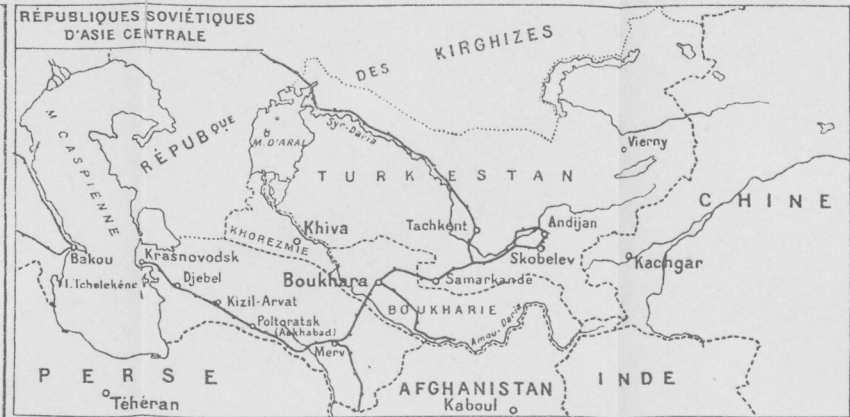 RÉPUBLIQUES SOVIÉTIQUES
D'ASIE CENTRALE
DES KIRGHIZES
RÉPUBQUE
M. CASPIENNE
M. D'ARAL
Syr-Daria
Vierny
TURKESTAN
CHINE
Khiva
KHOREZMIE
Tachkent
Andijan
Skobelev
Kachgar
Bakou
Krasnovodsk
I. Tchelekène
Djebel
Boukhara
Samarkande
Kizil-Arvat
BOUKHARIE
Poltoratsk
(Askhabad)
Merv
Amou-Daria
PERSE
Téhéran
AFGHANISTAN
Kaboul
INDE